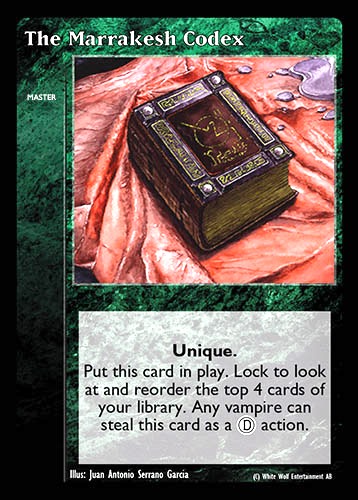 The Marrakesh Codex
MASTER
Unique.
Put this card in play. Lock to look
at and reorder the top 4 cards of
your library. Any vampire can
steal this card as a Ⓓ action.
Illus: Juan Antonio Serrano Garcia
(C) White Wolf Entertainment AB